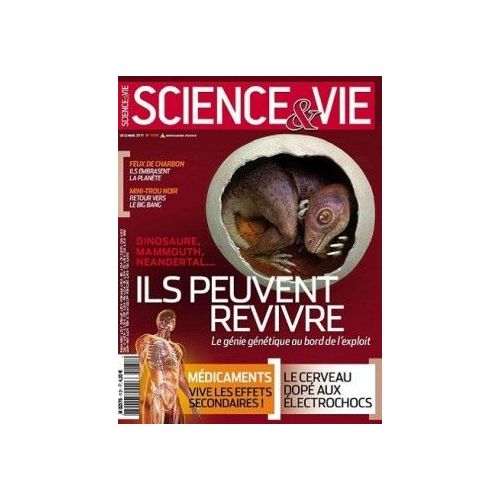 SCIENCE&VIE
SCIENCE&VIE
DÉCEMBRE 2011
FEUX DE CHARBON
ILS EMBRASENT
LA PLANÈTE
MINI-TROU NOIR
RETOUR VERS
LE BIG BANG
DINOSAURE,
MAMMOUTH,
NEANDERTAL...
ILS PEUVENT
REVIVRE
Le génie génétique au bord de l'exploit
MÉDICAMENTS
VIVE LES EFFETS
SECONDAIRES !
LE CERVEAU
DOPÉ AUX
ÉLECTROCHOCS